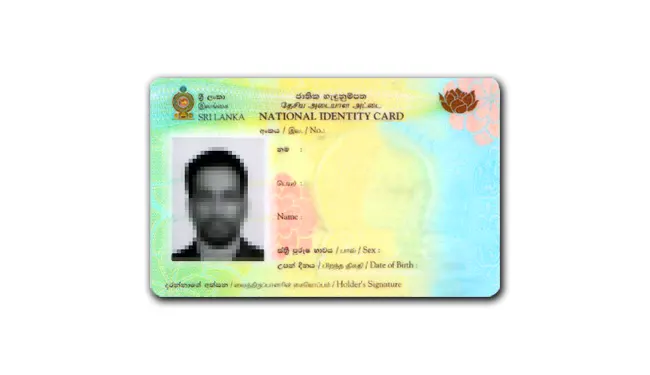 ශ්‍රී ලංකා
இலங்கை
SRI LANKA
ජාතික හැඳුනුම්පත
தேசிய அடையாள அட்டை
NATIONAL IDENTITY CARD
අංකය / இல. / No.:
නම :
பெயர் :
Name :
ස්ත්‍රී පුරුෂ භාවය / பால் / Sex :
උපන් දිනය / பிறந்த திகதி / Date of Birth :
දරන්නාගේ අත්සන / வைத்திருப்பாளரின் கையொப்பம் / Holder's Signature